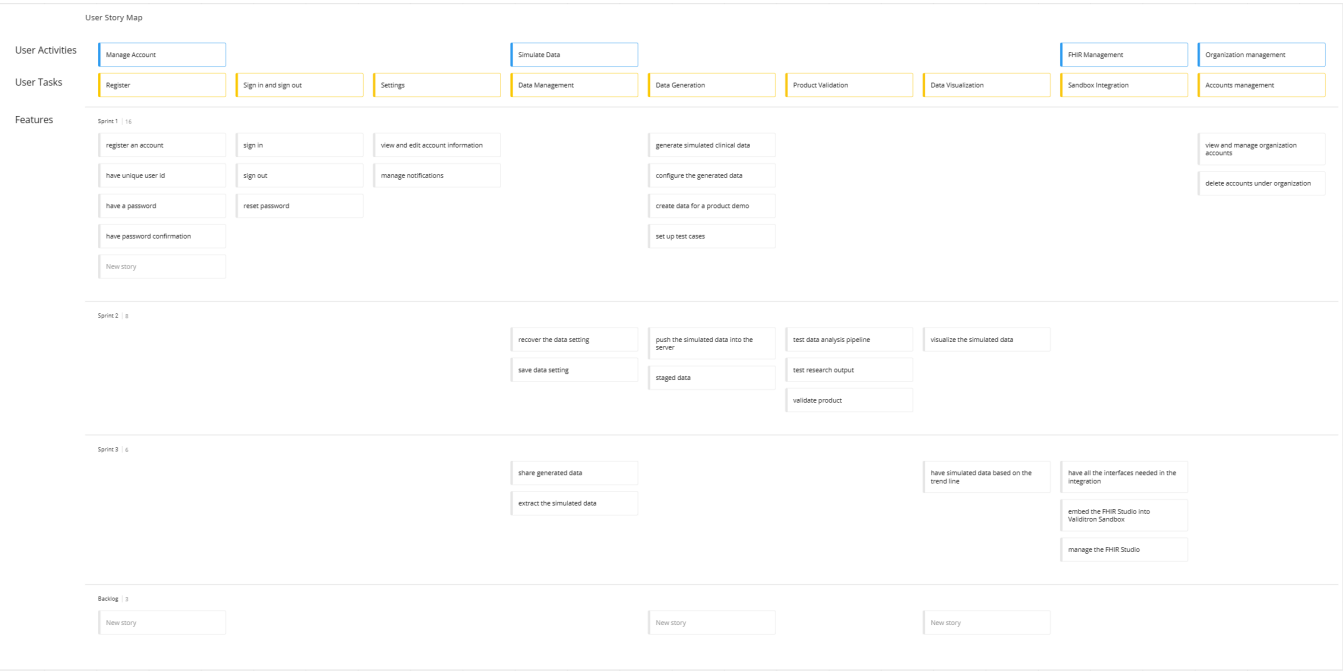 User Story Map
User Activities
Manage Account
Simulate Data
FHIR Management
Organization management
User Tasks
Register
Sign in and sign out
Settings
Data Management
Data Generation
Product Validation
Data Visualization
Sandbox Integration
Accounts management
Features
Sprint 1 | 16
register an account
sign in
view and edit account information
generate simulated clinical data
view and manage organization
accounts
have unique user id
sign out
manage notifications
configure the generated data
delete accounts under organization
have a password
reset password
create data for a product demo
have password confirmation
set up test cases
New story
Sprint 2 | 8
recover the data setting
push the simulated data into the
server
test data analysis pipeline
visualize the simulated data
save data setting
staged data
test research output
validate product
Sprint 3 | 6
share generated data
have simulated data based on the
trend line
have all the interfaces needed in the
integration
extract the simulated data
embed the FHIR Studio into
Validitron Sandbox
manage the FHIR Studio
Backlog | 3
New story
New story
New story